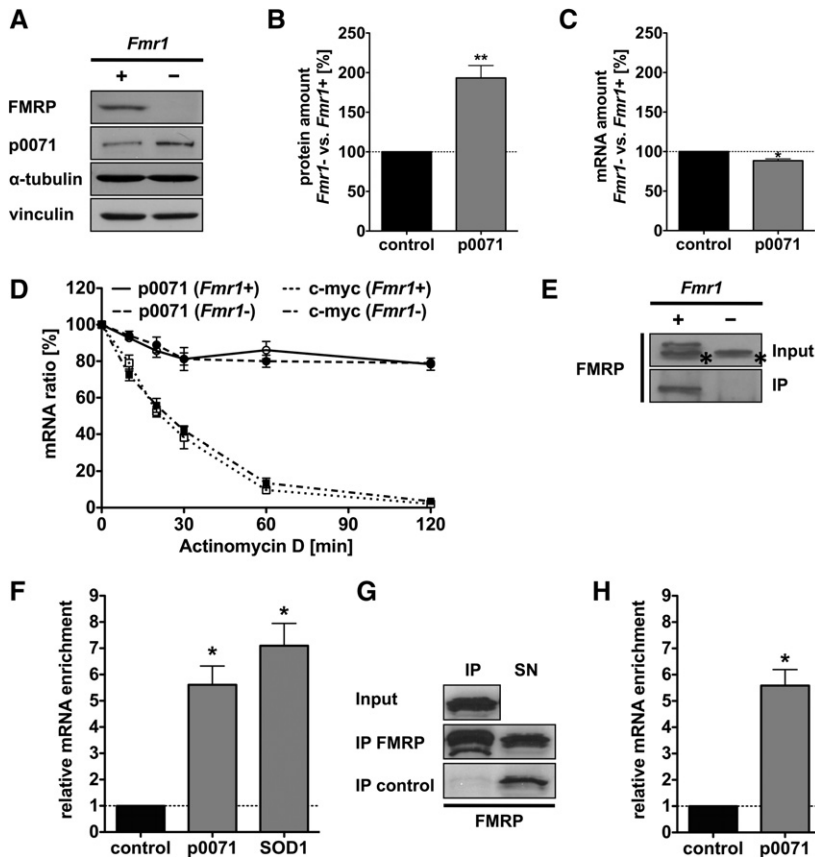 A
Fmr1
+ −
FMRP
p0071
α-tubulin
vinculin
B
protein amount
Fmr1- vs. Fmr1+ [%]
250
200
150
100
50
0
**
control p0071
C
mRNA amount
Fmr1- vs. Fmr1+ [%]
250
200
150
100
50
0
*
control p0071
D
p0071 (Fmr1+) c-myc (Fmr1+)
p0071 (Fmr1-) c-myc (Fmr1-)
mRNA ratio [%]
120
100
80
60
40
20
0
0 30 60 90 120
Actinomycin D [min]
E
Fmr1
+ −
FMRP
* * Input
IP
F
relative mRNA enrichment
9
8
7
6
5
4
3
2
1
0
* *
control p0071 SOD1
G
IP SN
Input
IP FMRP
IP control
FMRP
H
relative mRNA enrichment
9
8
7
6
5
4
3
2
1
0
*
control p0071